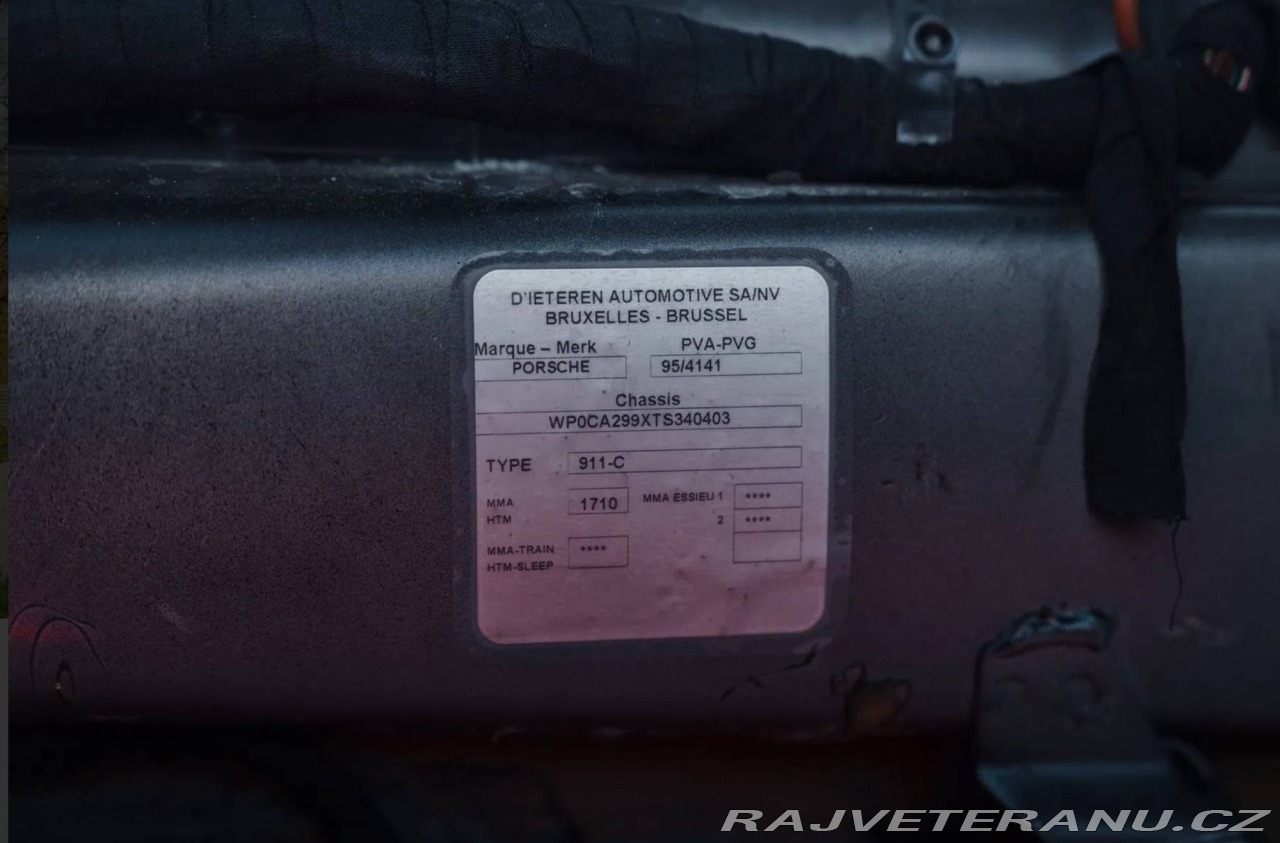 D'IETEREN AUTOMOTIVE SA/NV
BRUXELLES - BRUSSEL
Marque – Merk PVA-PVG
PORSCHE 95/4141
Chassis
WP0CA299XTS340403
TYPE 911-C
MMA 1710 MMA ESSIEU 1 ****
HTM 2 ****
MMA-TRAIN ****
HTM-SLEEP
RAJVETERANU.CZ